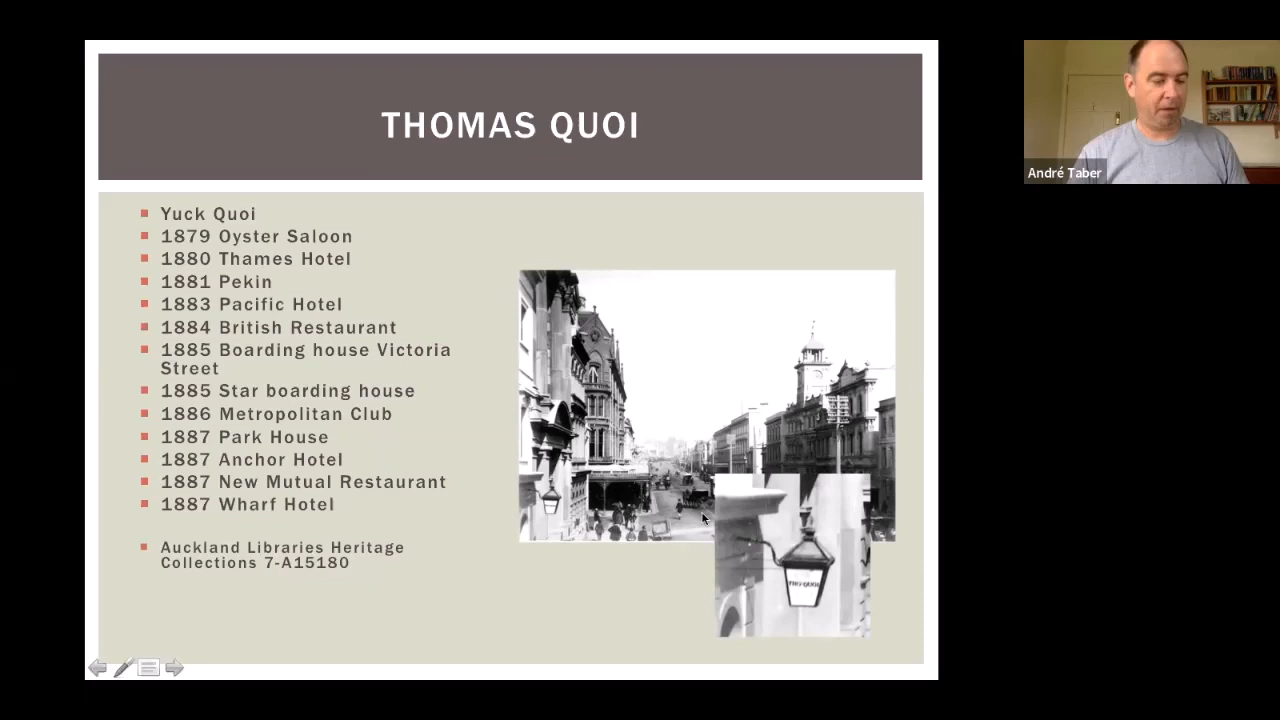 THOMAS QUOI
Yuck Quoi
1879 Oyster Saloon
1880 Thames Hotel
1881 Pekin
1883 Pacific Hotel
1884 British Restaurant
1885 Boarding house Victoria
Street
1885 Star boarding house
1886 Metropolitan Club
1887 Park House
1887 Anchor Hotel
1887 New Mutual Restaurant
1887 Wharf Hotel
Auckland Libraries Heritage
Collections 7-A15180
André Taber